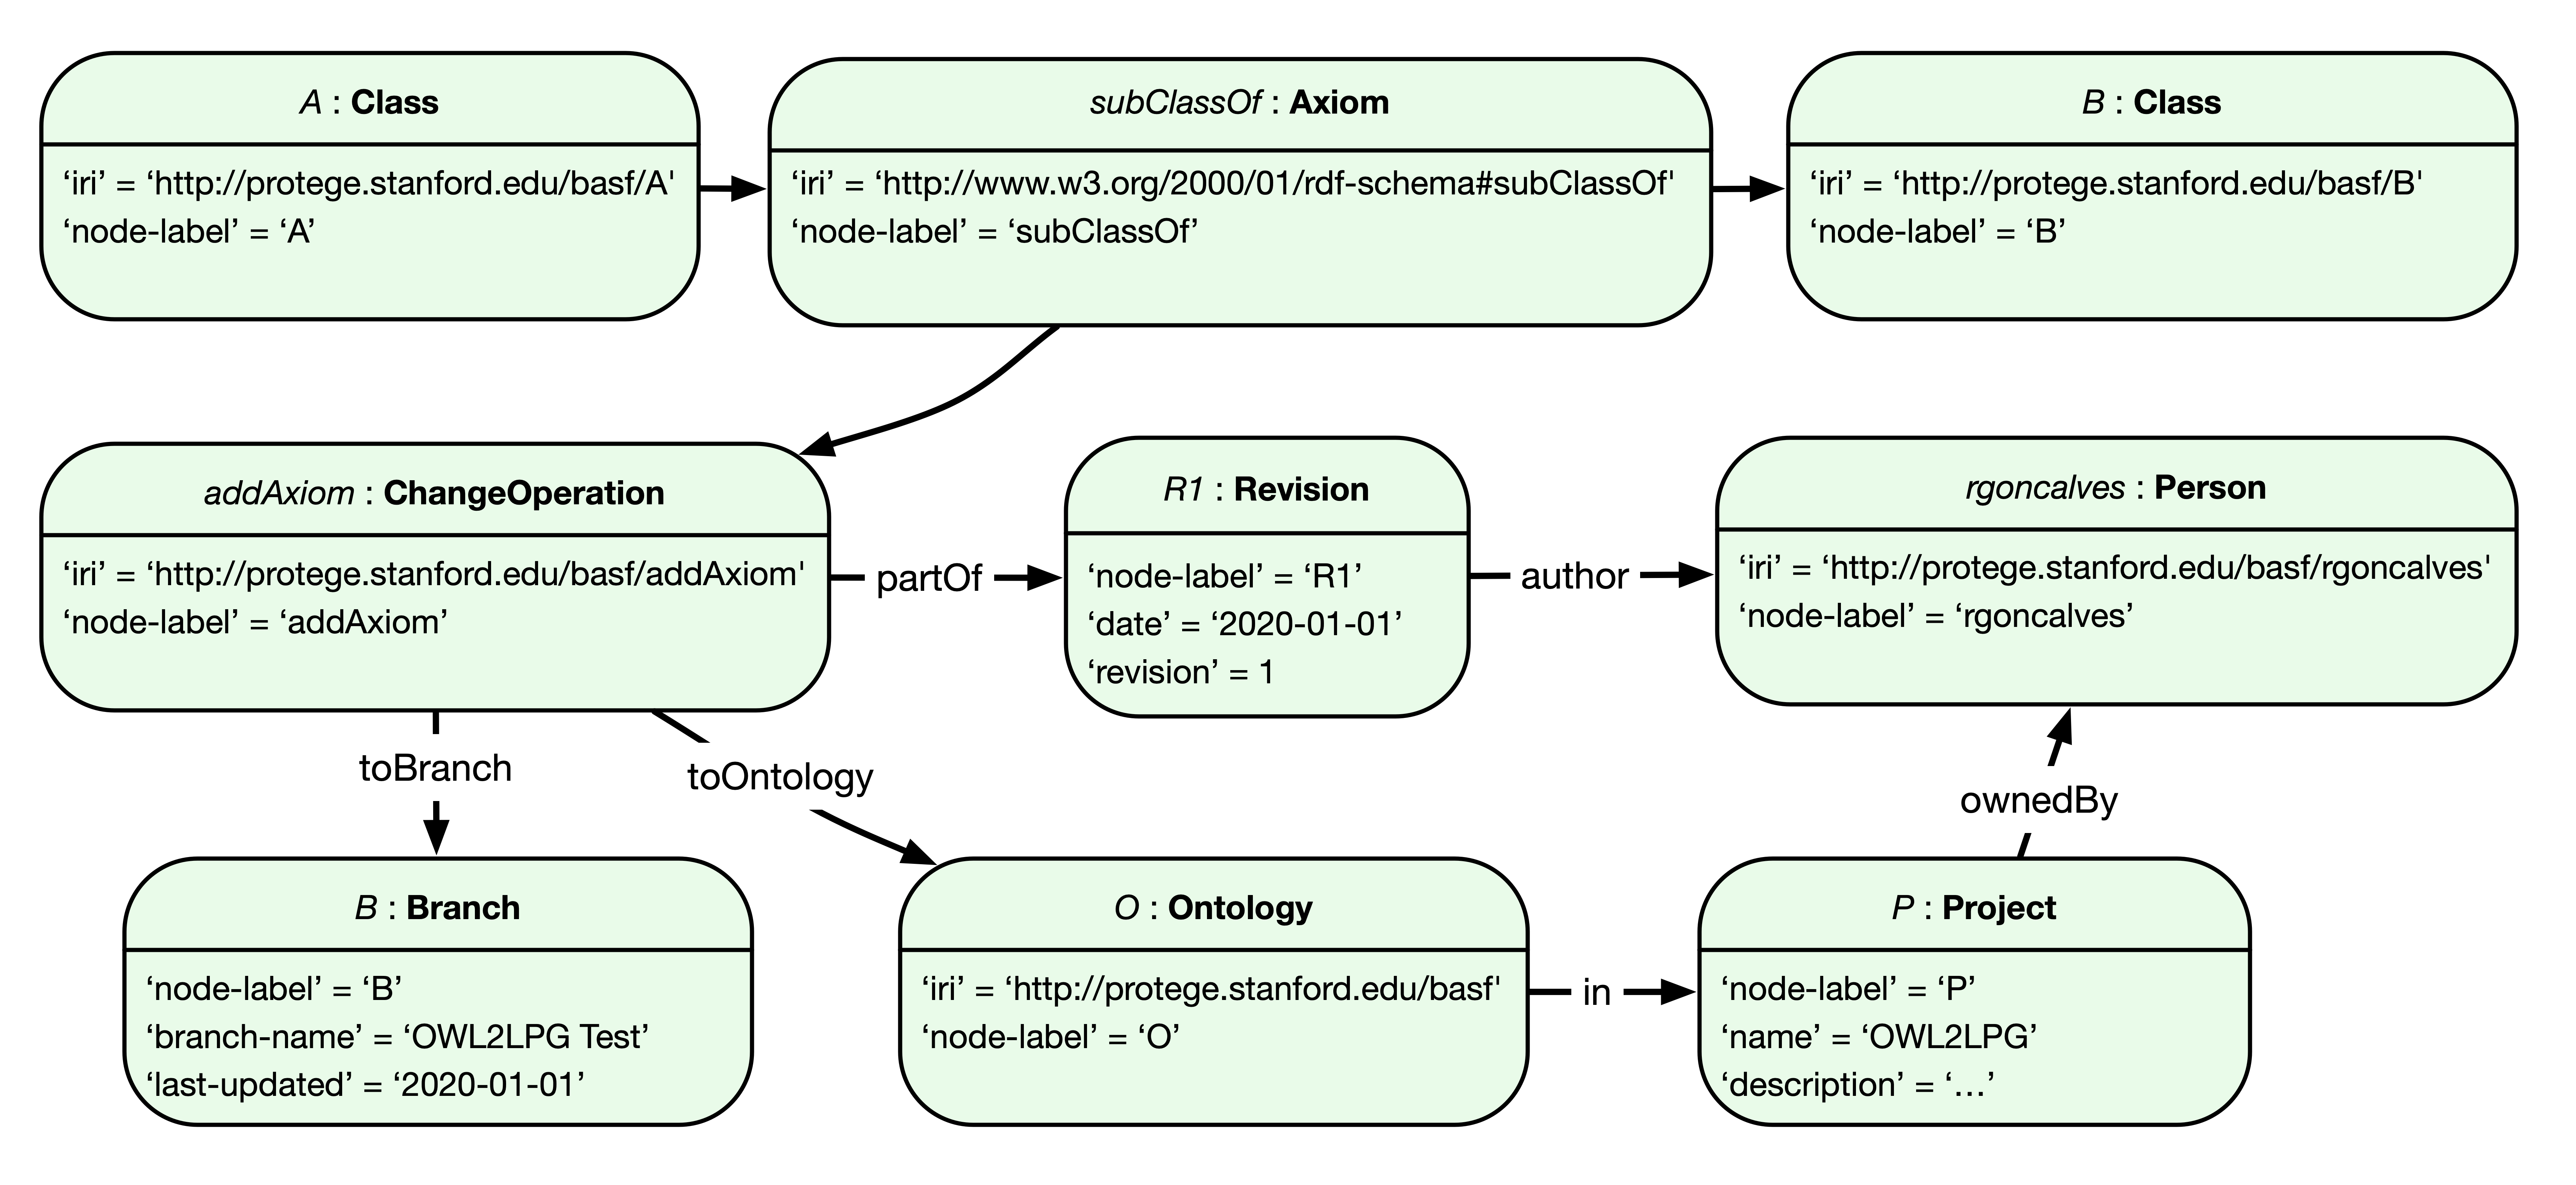 A : Class
‘iri’ = ‘http://protege.stanford.edu/basf/A'
‘node-label’ = ‘A’
subClassOf : Axiom
‘iri’ = ‘http://www.w3.org/2000/01/rdf-schema#subClassOf'
‘node-label’ = ‘subClassOf’
B : Class
‘iri’ = ‘http://protege.stanford.edu/basf/B'
‘node-label’ = ‘B’
addAxiom : ChangeOperation
‘iri’ = ‘http://protege.stanford.edu/basf/addAxiom'
‘node-label’ = ‘addAxiom’
partOf
R1 : Revision
‘node-label’ = ‘R1’
‘date’ = ‘2020-01-01’
‘revision’ = 1
author
rgoncalves : Person
‘iri’ = ‘http://protege.stanford.edu/basf/rgoncalves'
‘node-label’ = ‘rgoncalves’
toBranch
toOntology
ownedBy
B : Branch
‘node-label’ = ‘B’
‘branch-name’ = ‘OWL2LPG Test’
‘last-updated’ = ‘2020-01-01’
O : Ontology
‘iri’ = ‘http://protege.stanford.edu/basf'
‘node-label’ = ‘O’
in
P : Project
‘node-label’ = ‘P’
‘name’ = ‘OWL2LPG’
‘description’ = ‘…’